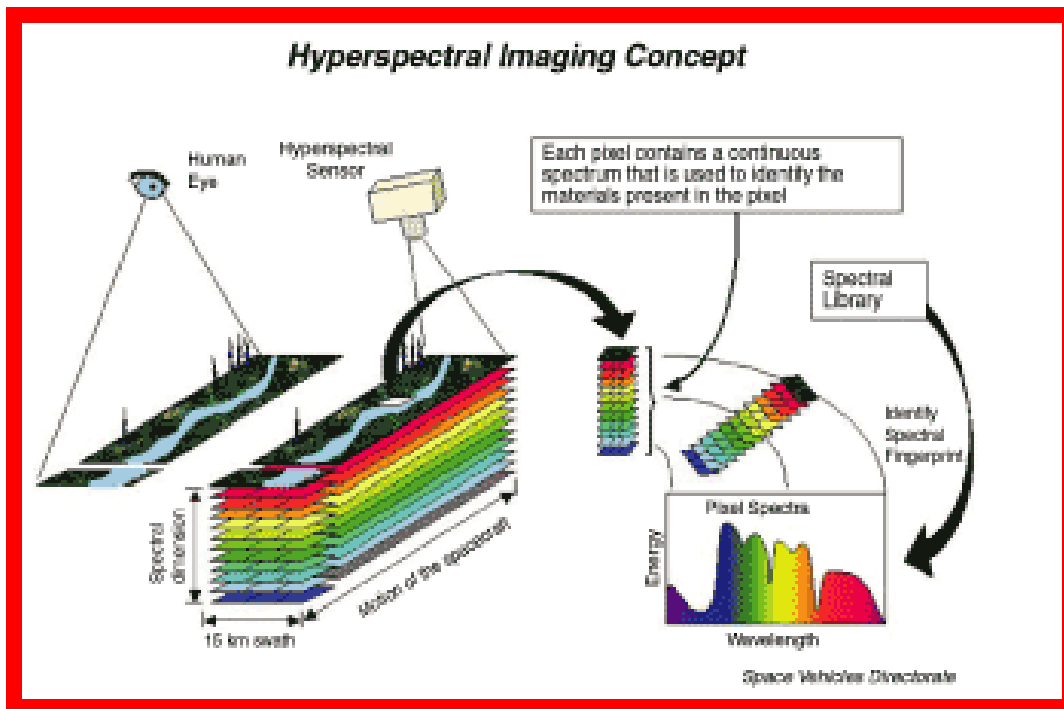 Hyperspectral Imaging Concept
Human
Eye
Hyperspectral
Sensor
Each pixel contains a continuous
spectrum that is used to identify the
materials present in the pixel
Spectral
Library
Identify
Spectral
Fingerprint
Spectral
dimension
Motion of the spacecraft
15 km swath
Pixel Spectra
Energy
Wavelength
Space Vehicles Directorate